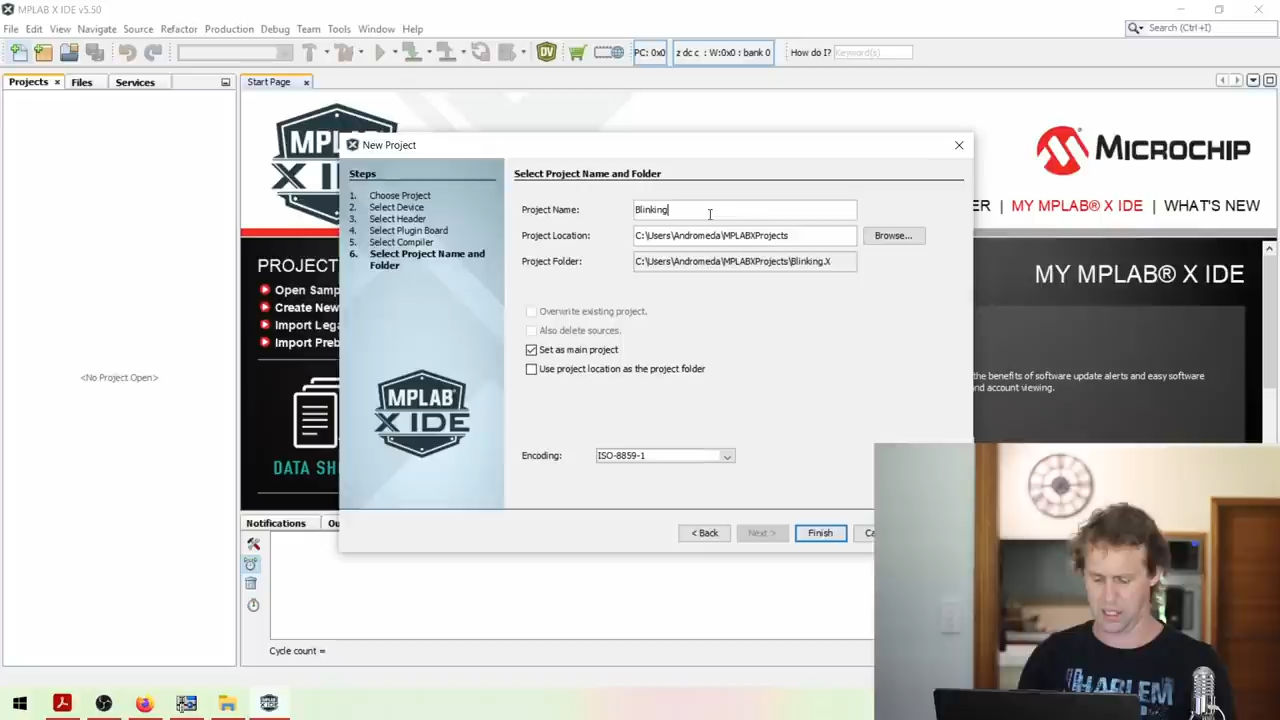 MPLAB X IDE v5.50
File Edit View Navigate Source Refactor Production Debug Team Tools Window Help
Search (Ctrl+I)
PC: 0x0 z dc c : W:0x0 : bank 0 How do I? Keyword(s)
Projects Files Services Start Page
MPL
X I
MICROCHIP
ER | MY MPLAB® X IDE | WHAT'S NEW
New Project
Steps
1. Choose Project
2. Select Device
3. Select Header
4. Select Plugin Board
5. Select Compiler
6. Select Project Name and Folder
MPLAB
X IDE
Select Project Name and Folder
Project Name: Blinking
Project Location: C:\Users\Andromeda\MPLABXProjects Browse...
Project Folder: C:\Users\Andromeda\MPLABXProjects\Blinking.X
Overwrite existing project.
Also delete sources.
Set as main project
Use project location as the project folder
Encoding: ISO-8859-1
< Back Next > Finish Ca
PROJECT
Open Samp
Create New
Import Lega
Import Preb
DATA SH
MY MPLAB® X IDE
the benefits of software update alerts and easy software
and account viewing.
<No Project Open>
Notifications Ou
Cycle count =
HARLEM